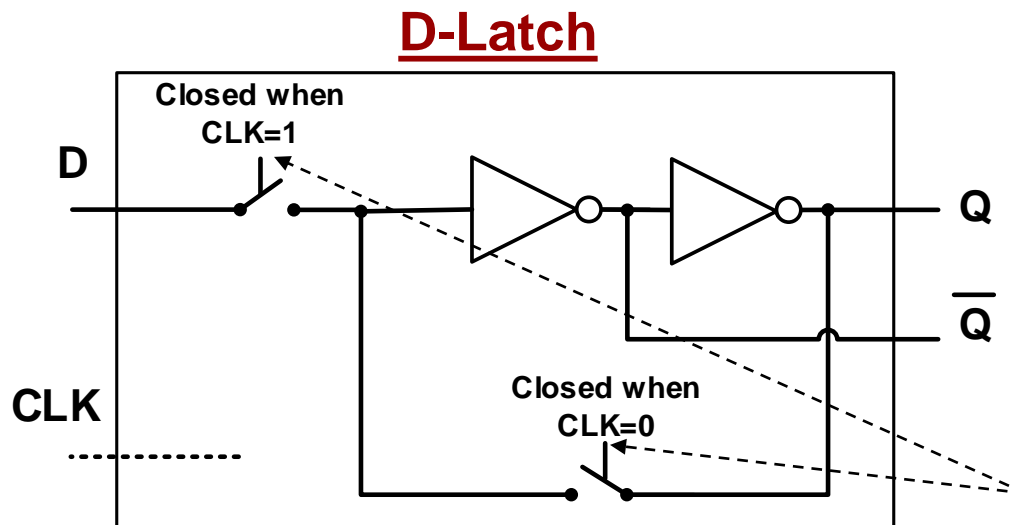 D-Latch
Closed when
CLK=1
D
Q
Q̅
Closed when
CLK=0
CLK